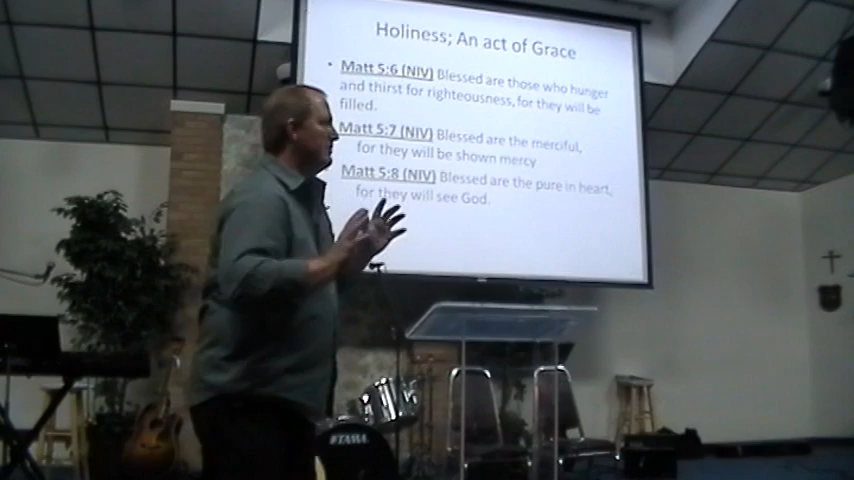 Holiness; An act of Grace
• Matt 5:6 (NIV) Blessed are those who hunger
and thirst for righteousness, for they will be
filled.
Matt 5:7 (NIV) Blessed are the merciful,
for they will be shown mercy
Matt 5:8 (NIV) Blessed are the pure in heart,
for they will see God.
TAMA